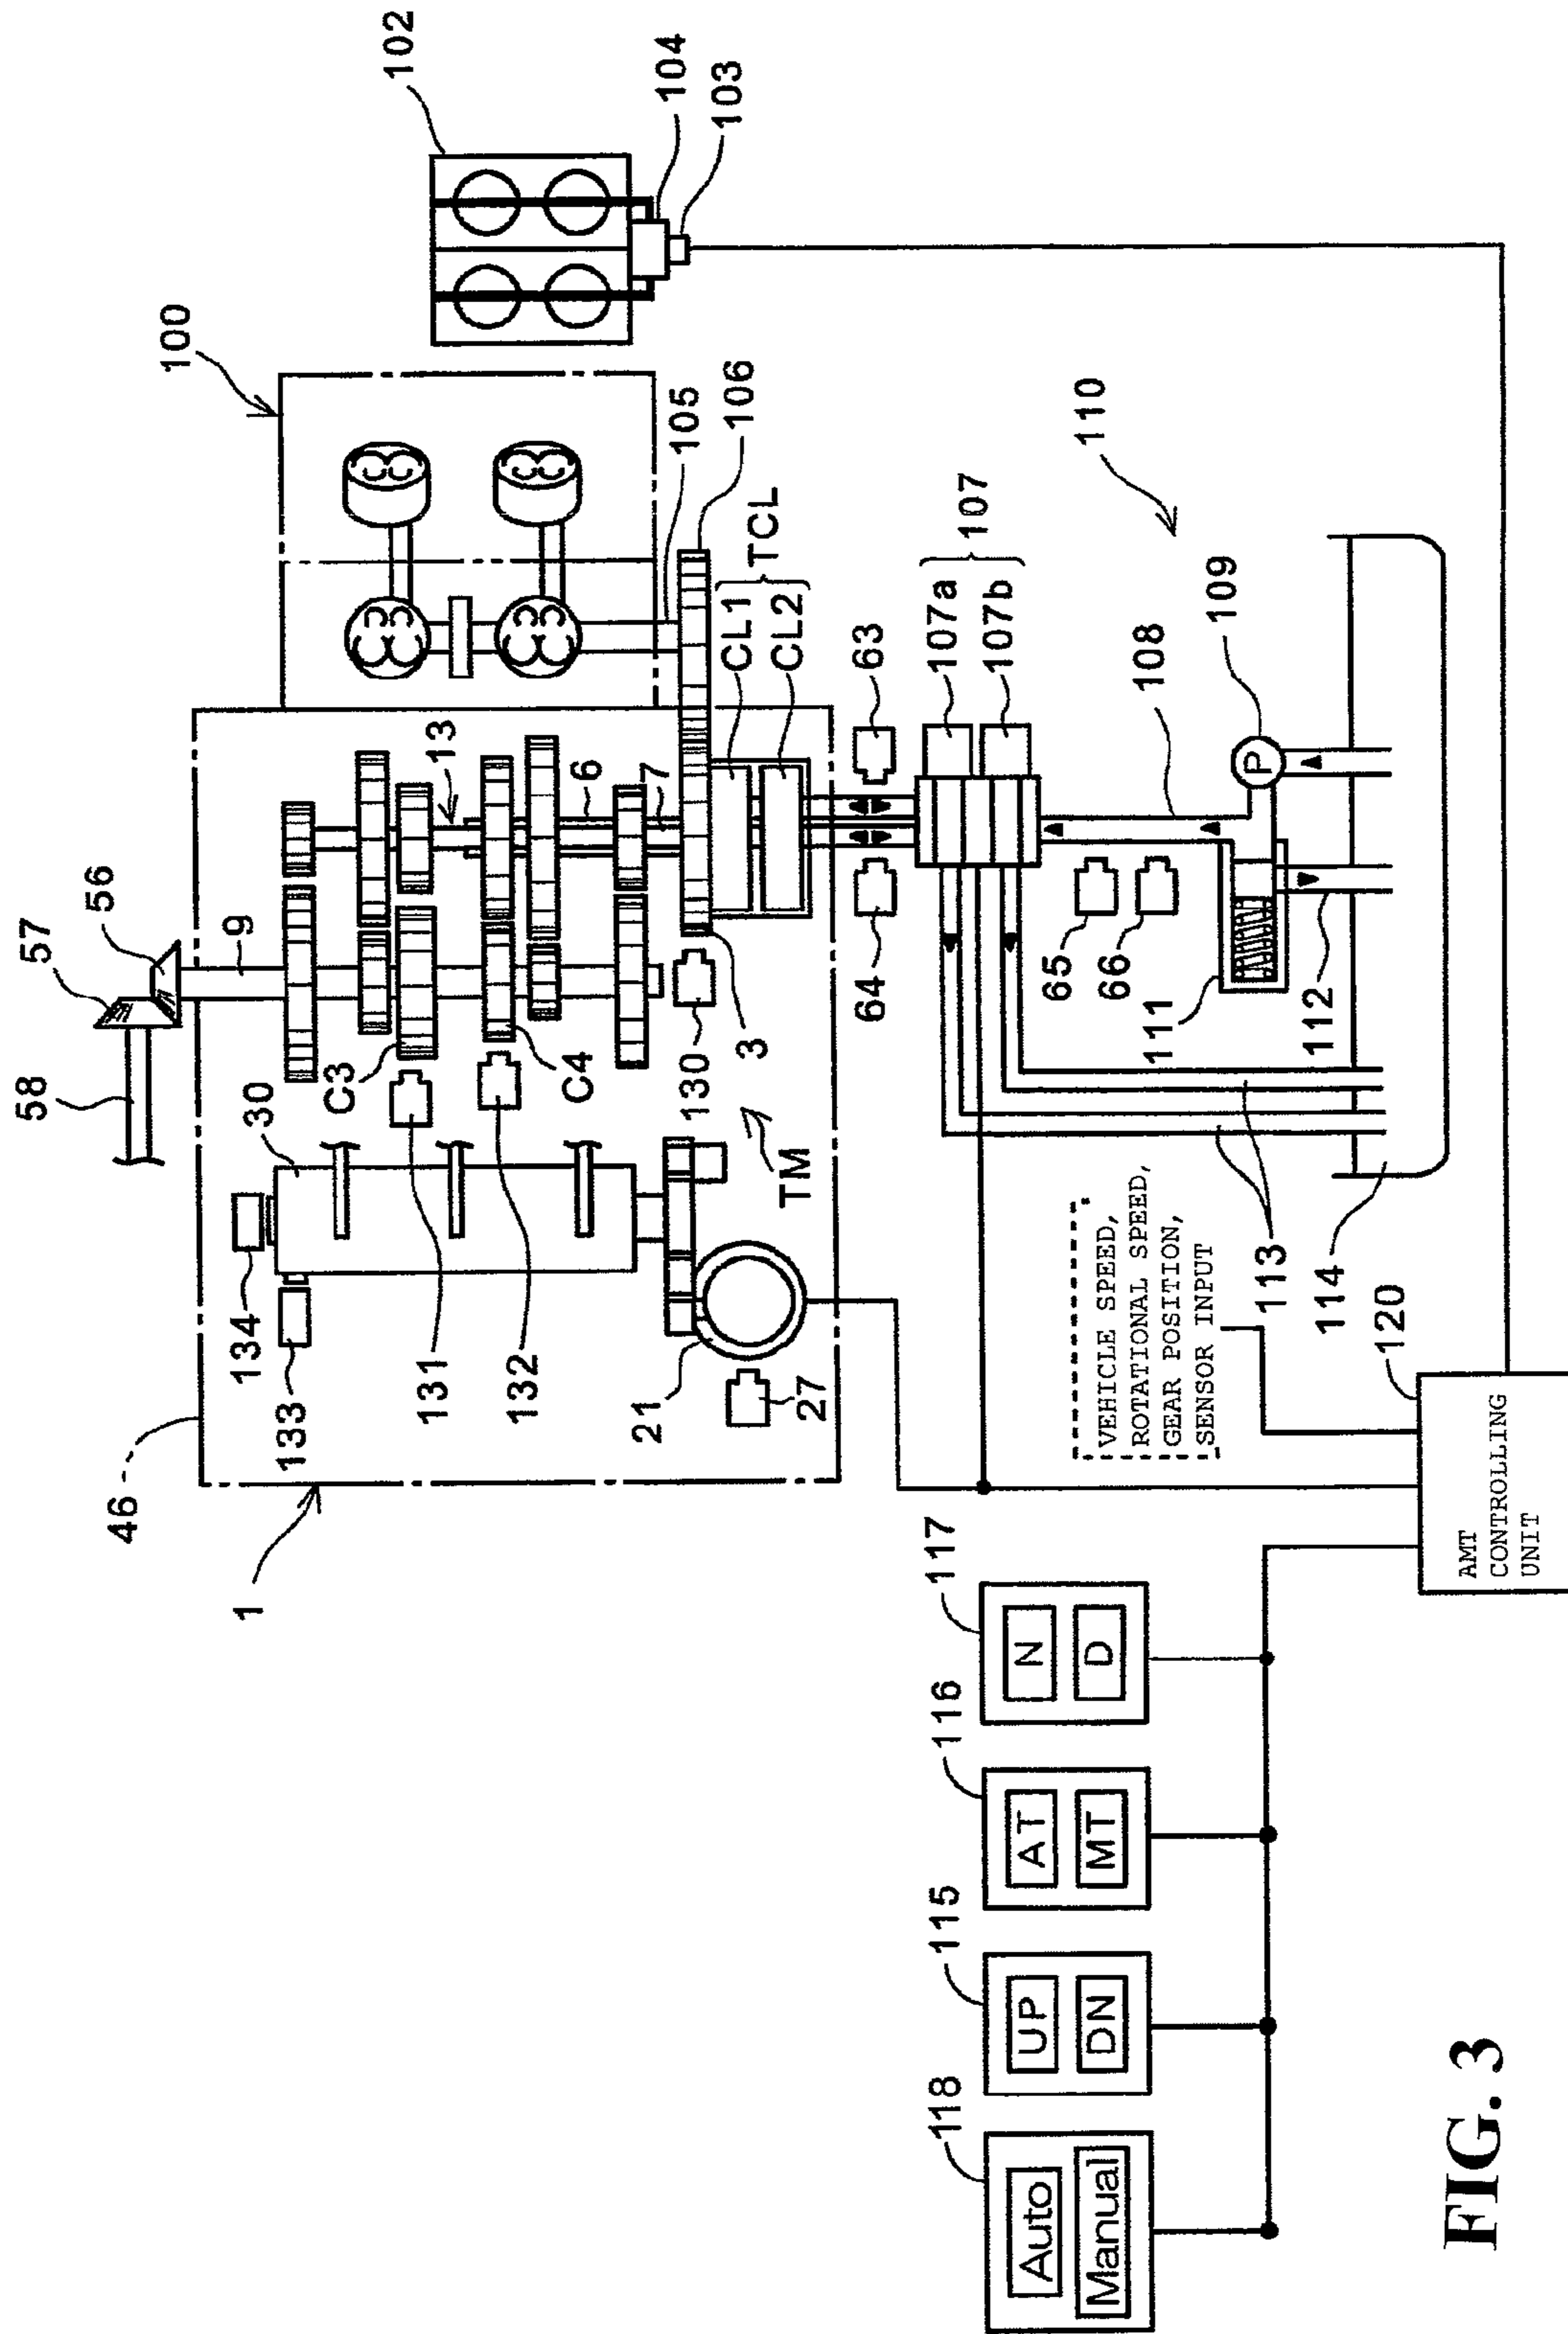 102
104
103
100
106
105
TCL
CL1
CL2
110
107
107a
107b
63
108
109
57
56
9
13
6
7
64
65
66
111
112
58
30
C3
C4
130
3
TM
134
133
131
132
21
27
46
1
P
VEHICLE SPEED,
ROTATIONAL SPEED,
GEAR POSITION,
SENSOR INPUT
113
114
120
AMT
CONTROLLING
UNIT
117
N
D
116
AT
MT
115
UP
DN
118
Auto
Manual
FIG. 3